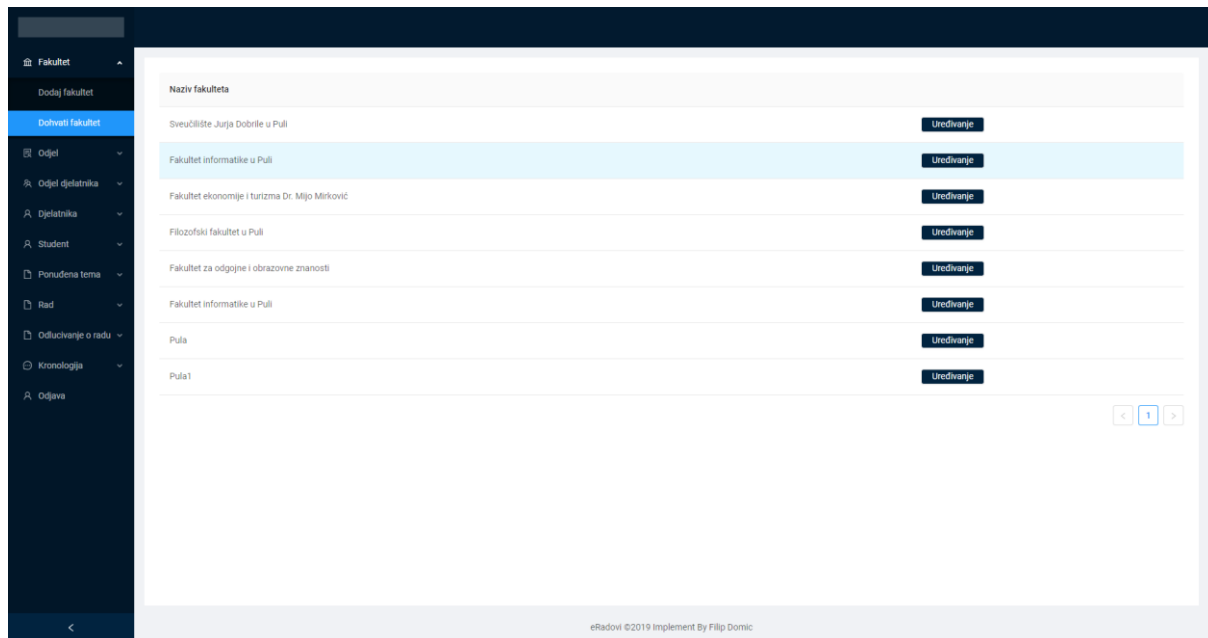 Fakultet
Dodaj fakultet
Dohvati fakultet
Odjel
Odjel djelatnika
Djelatnika
Student
Ponuđena tema
Rad
Odlucivanje o radu
Kronologija
Odjava
Naziv fakulteta
Sveučilište Jurja Dobrile u Puli Uređivanje
Fakultet informatike u Puli Uređivanje
Fakultet ekonomije i turizma Dr. Mijo Mirković Uređivanje
Filozofski fakultet u Puli Uređivanje
Fakultet za odgojne i obrazovne znanosti Uređivanje
Fakultet informatike u Puli Uređivanje
Pula Uređivanje
Pula1 Uređivanje
< 1 >
eRadovi ©2019 Implement By Filip Domic